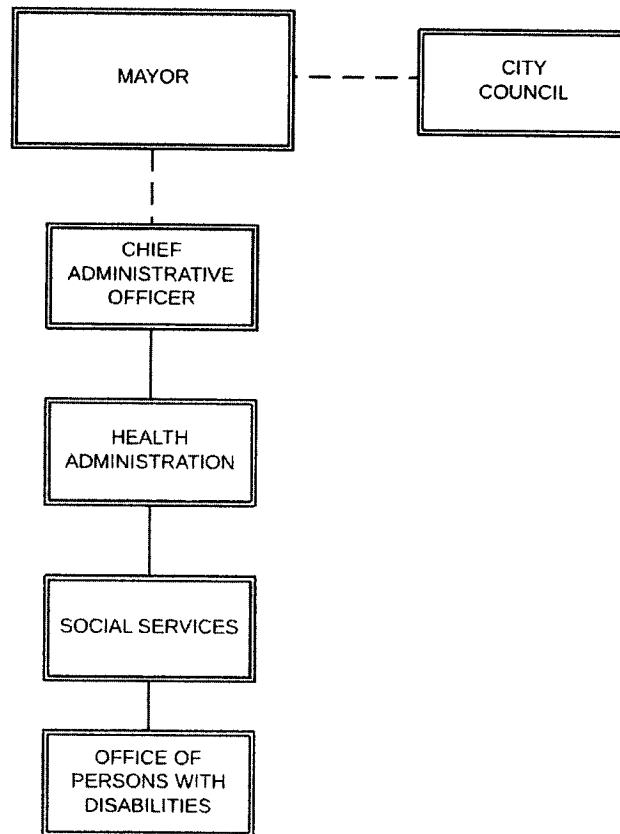 MAYOR
CITY
COUNCIL
CHIEF
ADMINISTRATIVE
OFFICER
HEALTH
ADMINISTRATION
SOCIAL SERVICES
OFFICE OF
PERSONS WITH
DISABILITIES